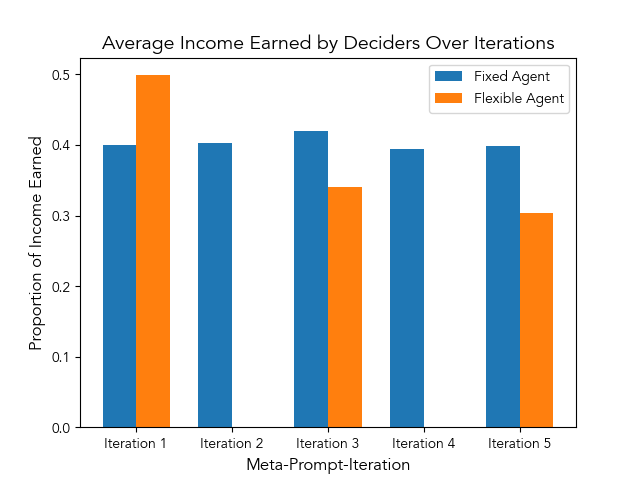 Average Income Earned by Deciders Over Iterations
Fixed Agent
Flexible Agent
Proportion of Income Earned
0.5
0.4
0.3
0.2
0.1
0.0
Iteration 1
Iteration 2
Iteration 3
Iteration 4
Iteration 5
Meta-Prompt-Iteration